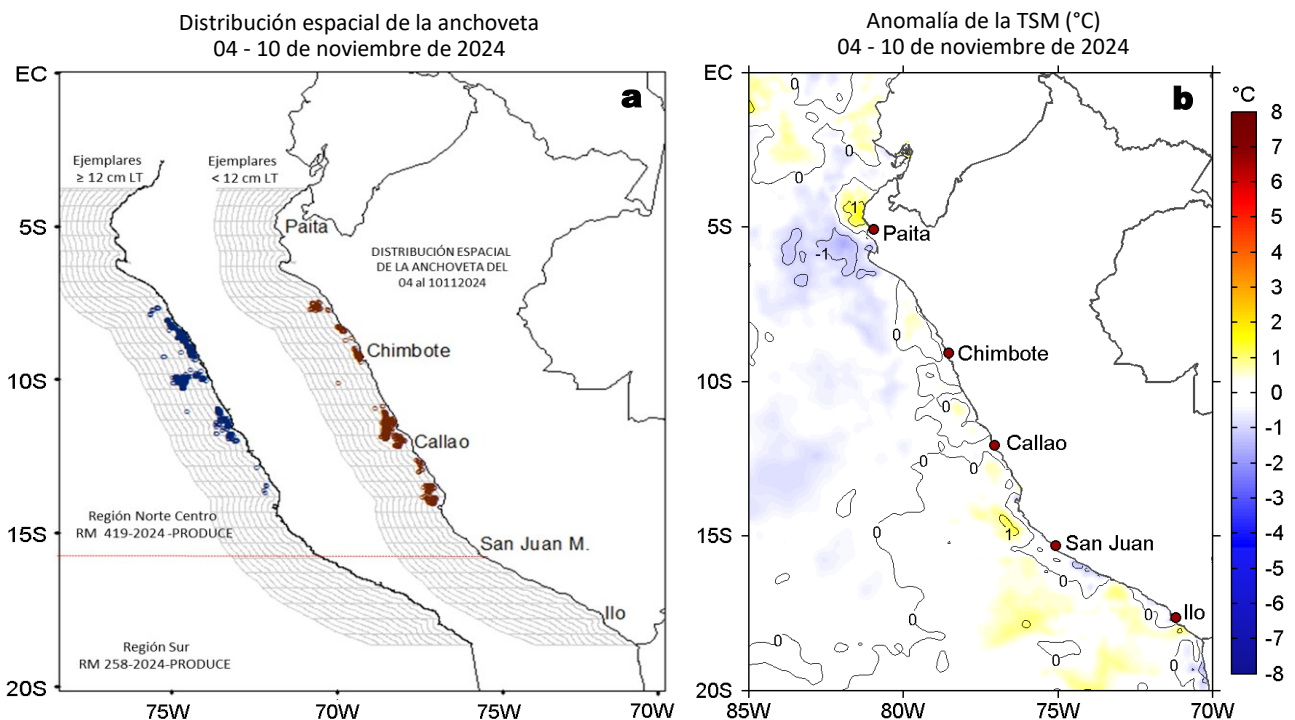 Distribución espacial de la anchoveta
04 - 10 de noviembre de 2024
a
EC
5S
10S
15S
20S
75W
70W
75W
70W
70W
Ejemplares
≥ 12 cm LT
Ejemplares
< 12 cm LT
Paita
DISTRIBUCIÓN ESPACIAL
DE LA ANCHOVETA DEL
04 al 10112024
Chimbote
Callao
Región Norte Centro
RM 419-2024 -PRODUCE
San Juan M.
Ilo
Región Sur
RM 258-2024-PRODUCE
Anomalía de la TSM (°C)
04 - 10 de noviembre de 2024
b
EC
5S
10S
15S
20S
85W
80W
75W
70W
0
0
0
0
1
Paita
-1
0
Chimbote
0
Callao
0
0
0
1
San Juan
0
0
Ilo
0
0
0
0
°C
8
7
6
5
4
3
2
1
0
-1
-2
-3
-4
-5
-6
-7
-8